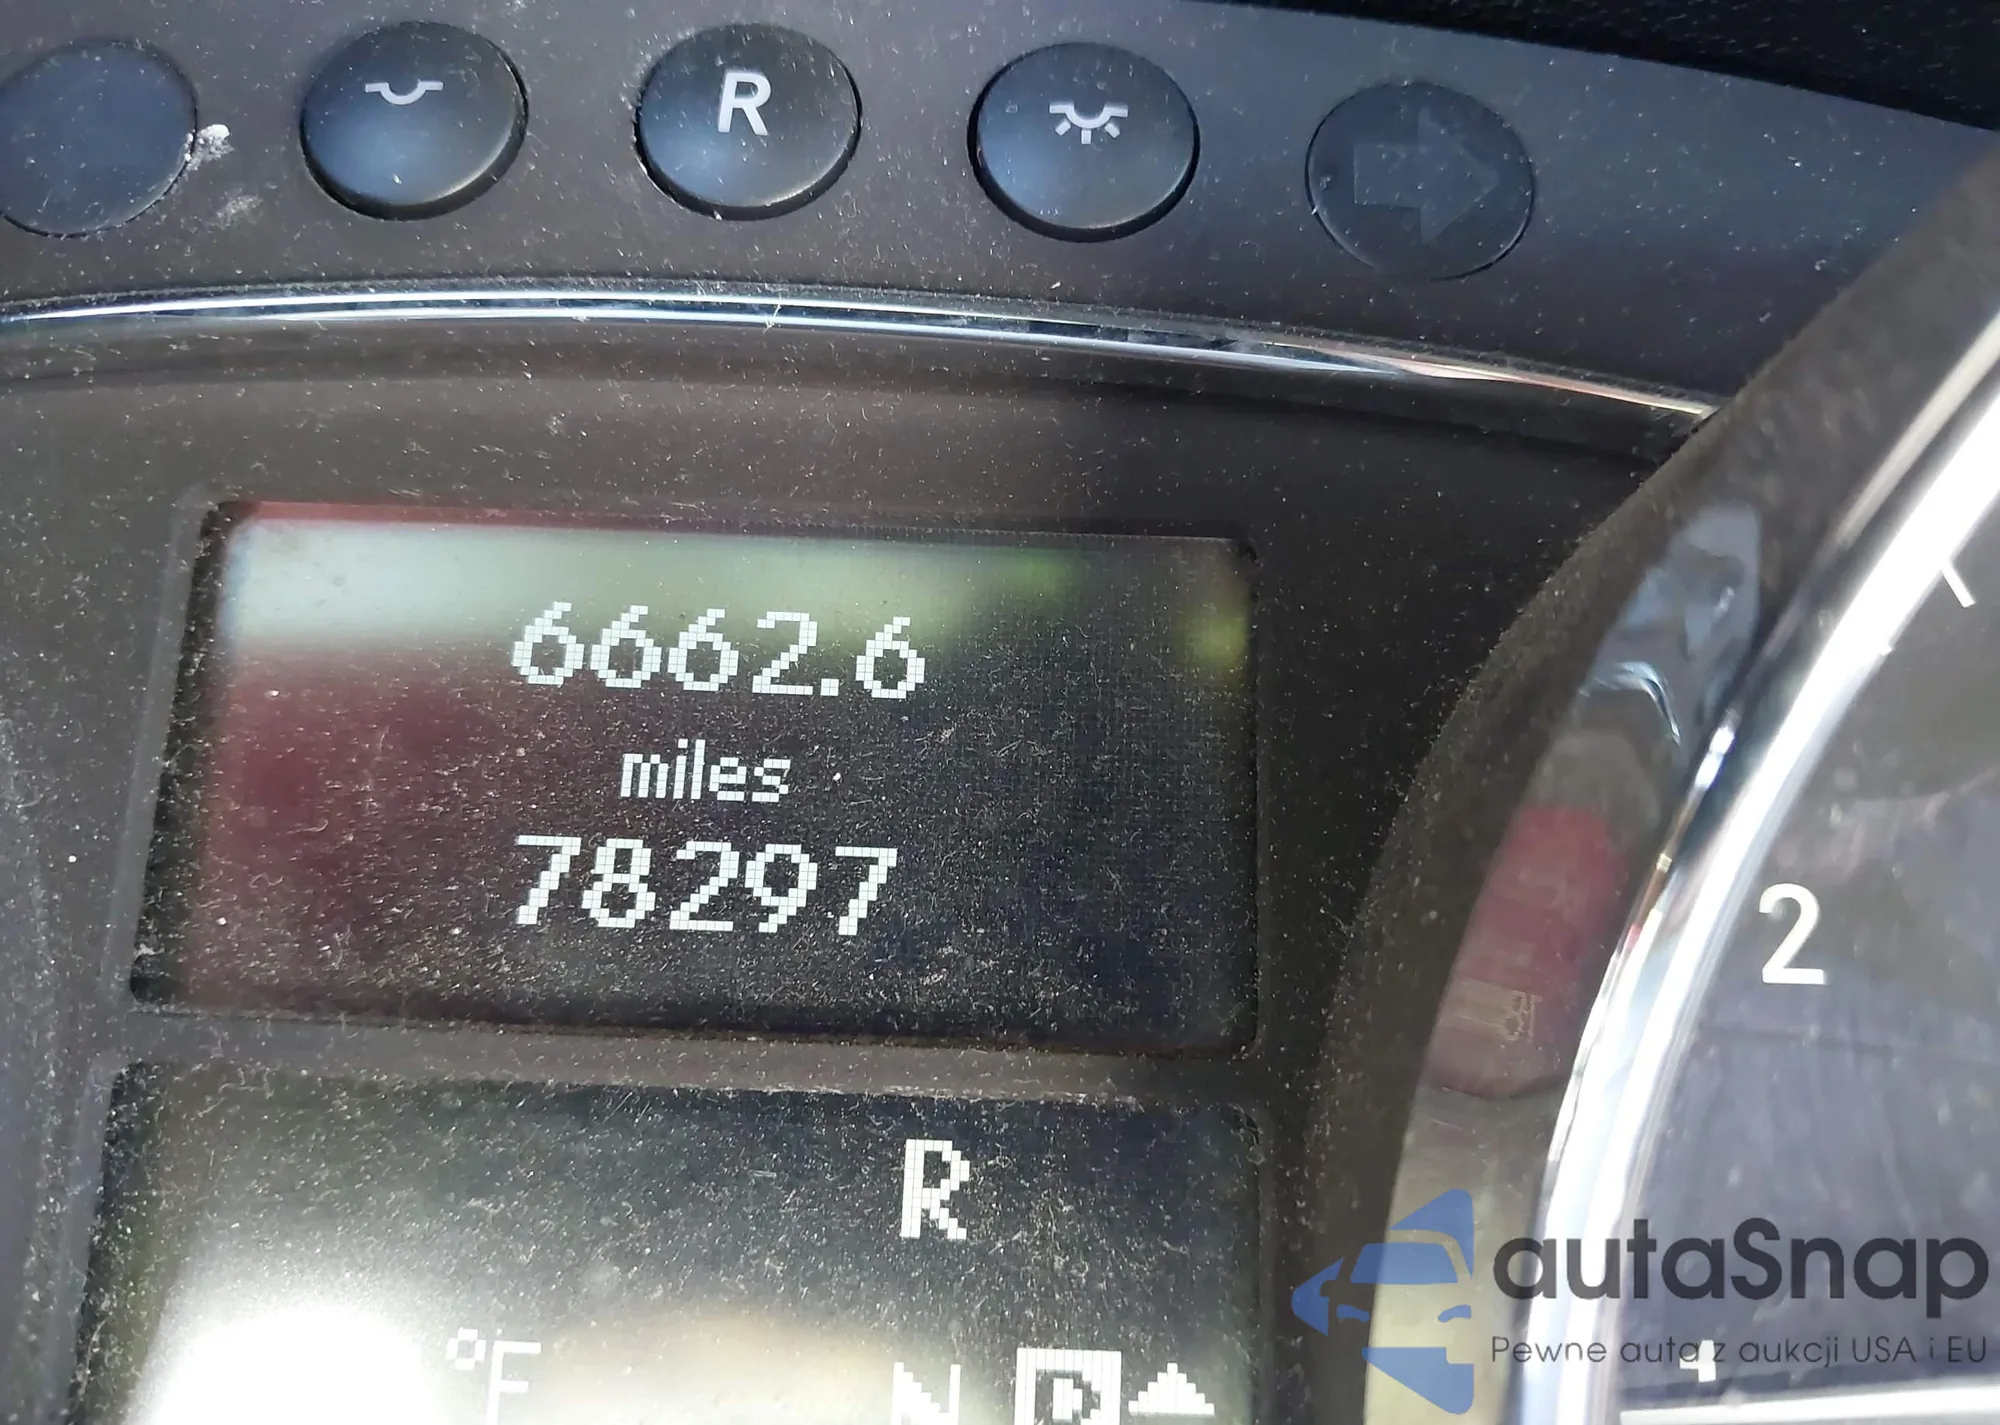 R
6662.6
miles
78297
2
R
°F
N D
autaSnap
Pewne auta z aukcji USA i EU